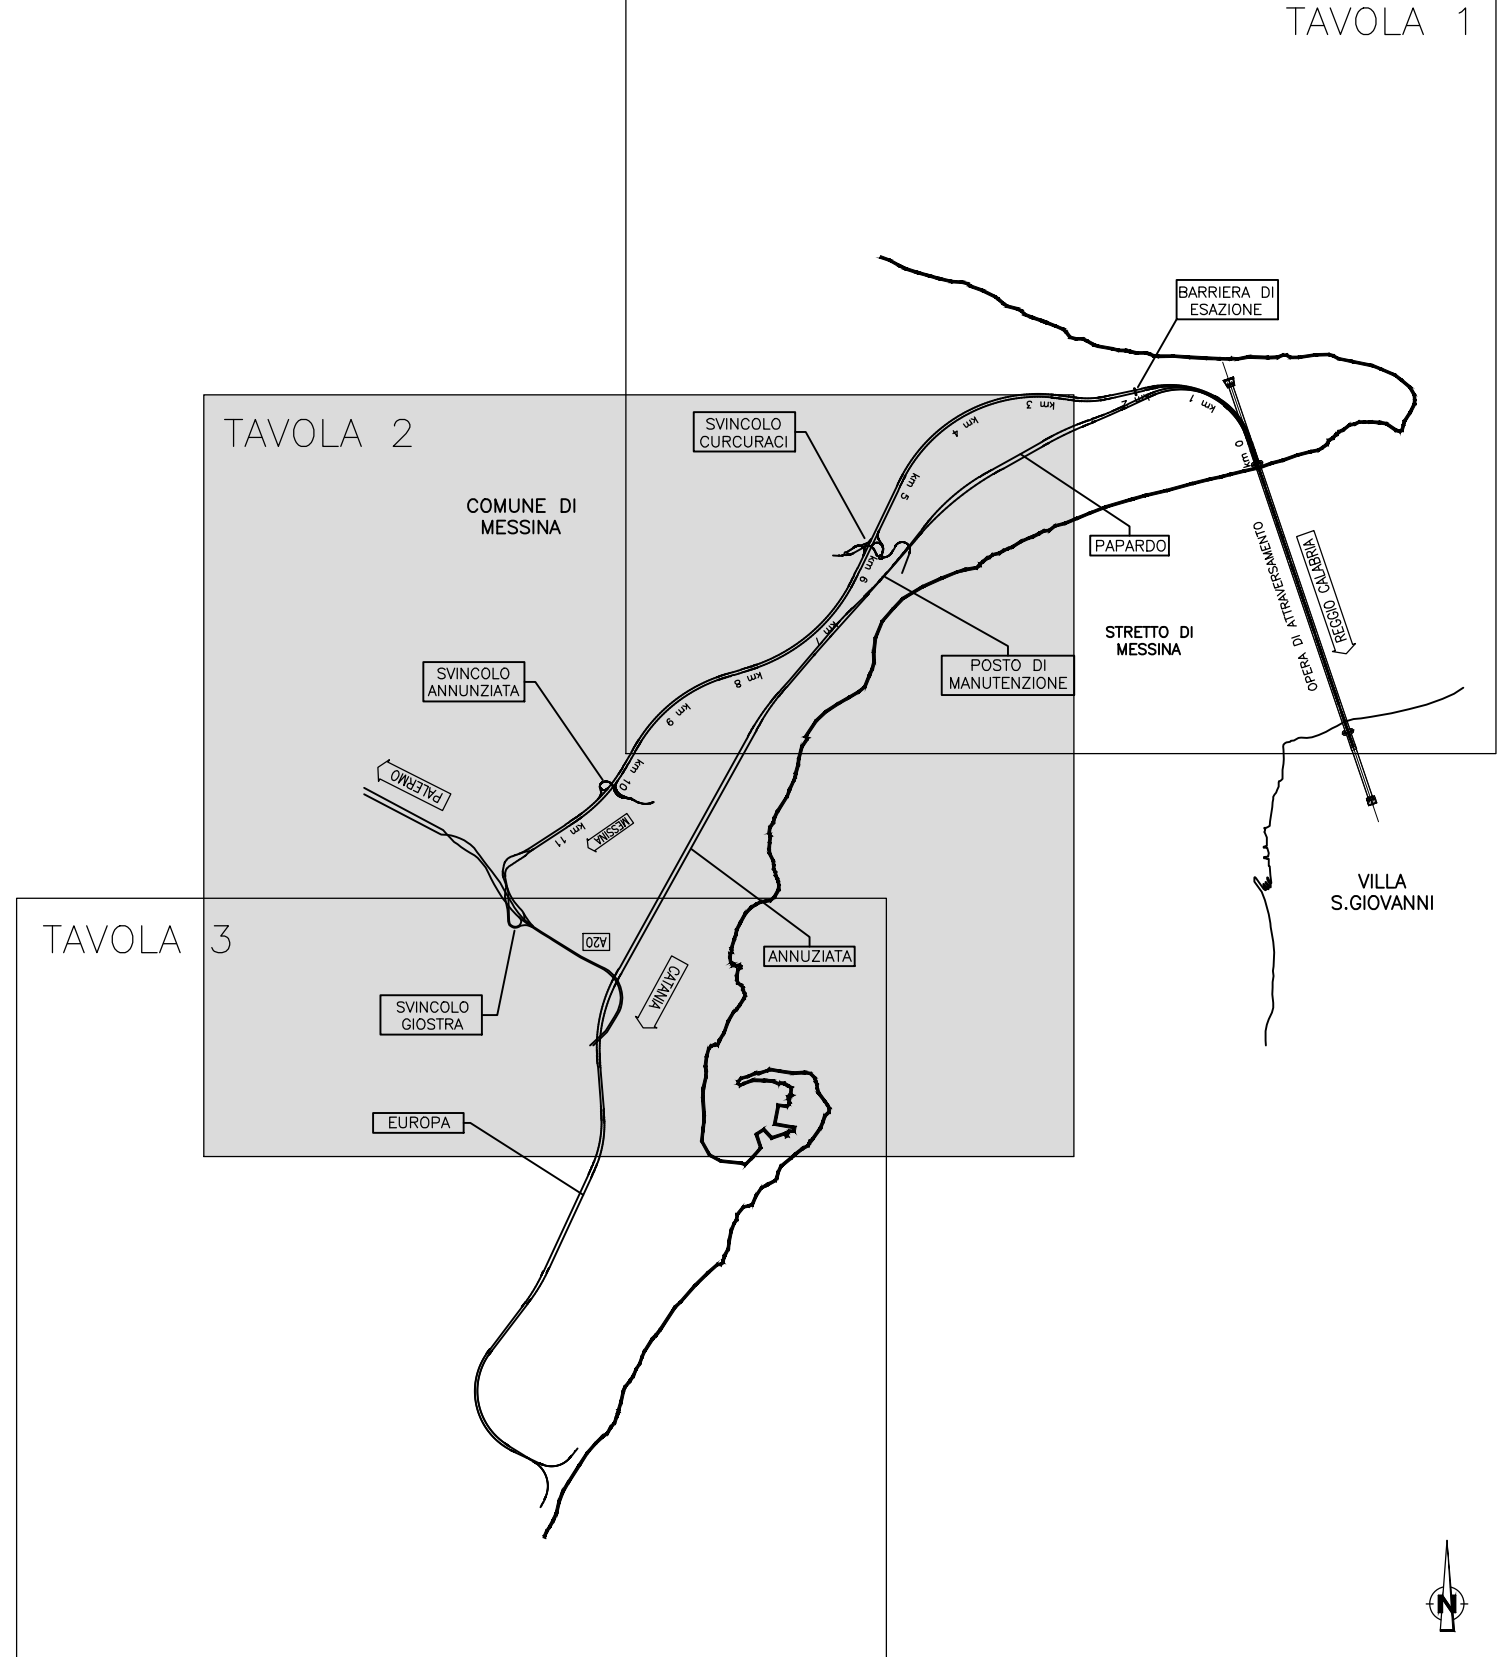 TAVOLA 1
BARRIERA DI
ESAZIONE
TAVOLA 2
SVINCOLO
CURCURACI
COMUNE DI
MESSINA
km 0
km 1
km 2
km 3
km 4
km 5
km 6
km 7
km 8
km 9
km 10
km 11
PAPARDO
OPERA DI ATTRAVERSAMENTO
REGGIO CALABRIA
STRETTO DI
MESSINA
POSTO DI
MANUTENZIONE
SVINCOLO
ANNUNZIATA
PALERMO
MESSINA
VILLA
S.GIOVANNI
TAVOLA 3
A20
ANNUZIATA
CATANIA
SVINCOLO
GIOSTRA
EUROPA
N